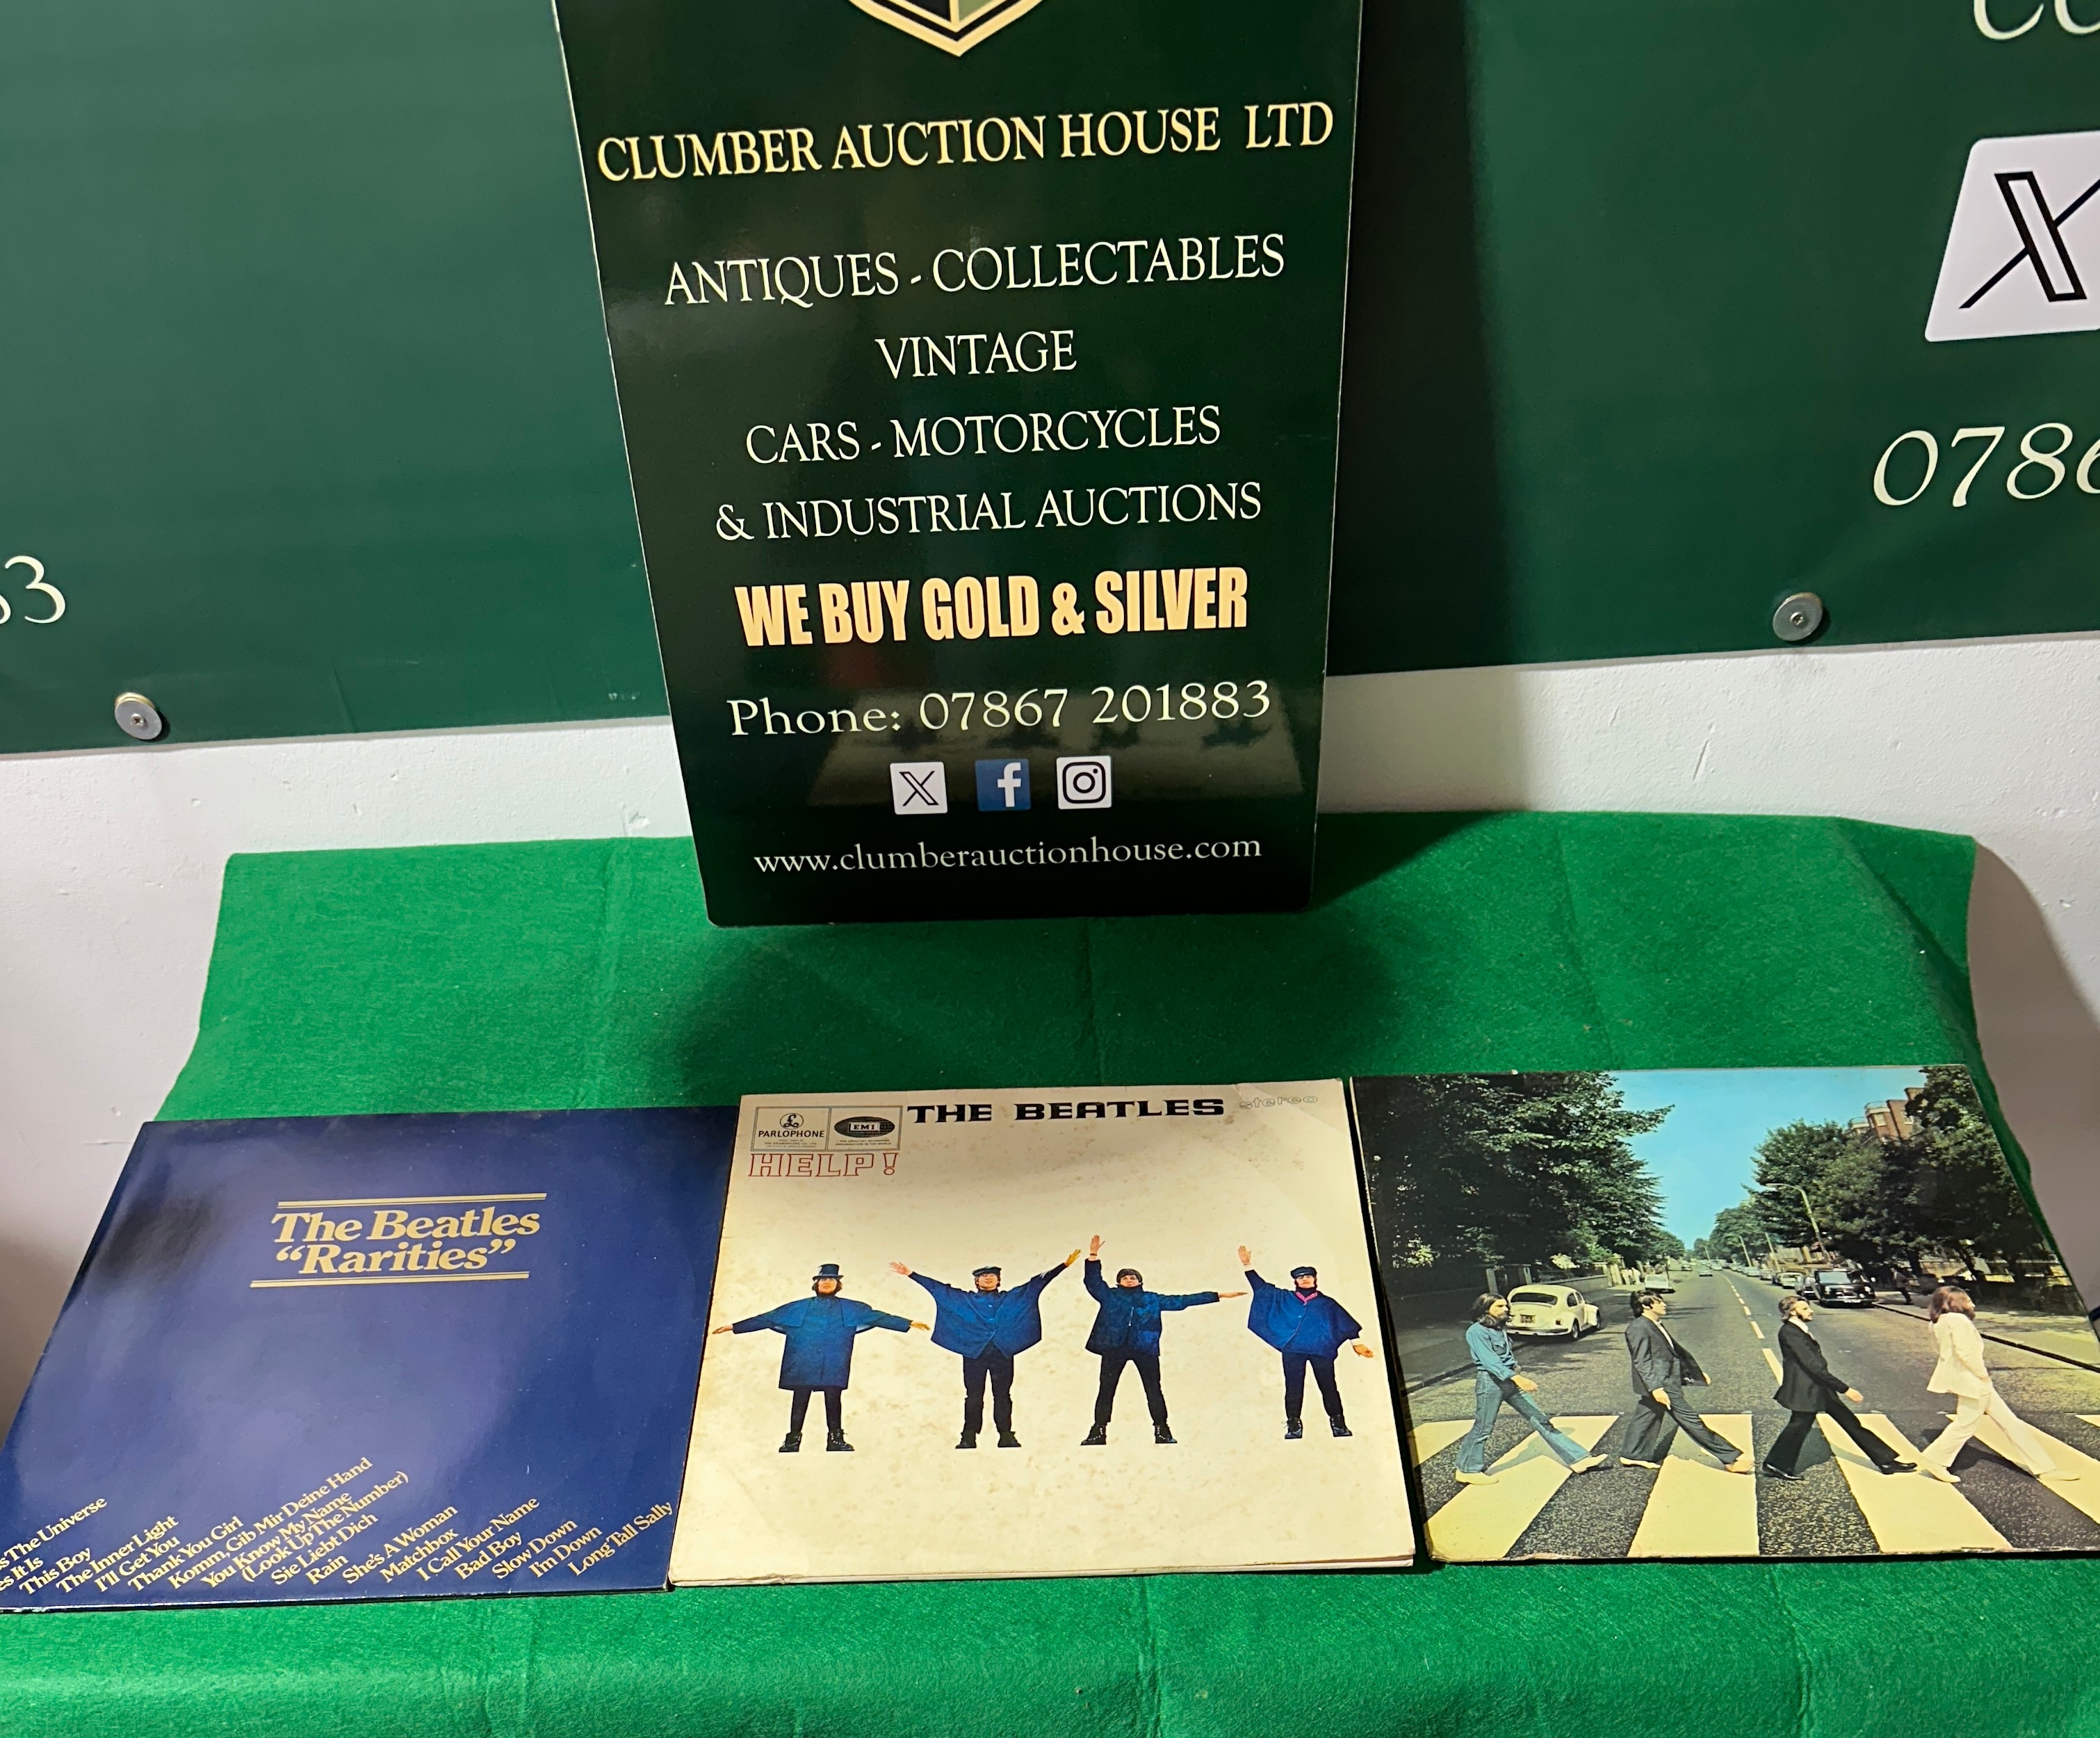 CLUMBER AUCTION HOUSE LTD
ANTIQUES - COLLECTABLES
VINTAGE
CARS - MOTORCYCLES
& INDUSTRIAL AUCTIONS
WE BUY GOLD & SILVER
Phone: 07867 201883
www.clumberauctionhouse.com
0786
83
The Beatles
"Rarities"
The Universe
It Is
This Boy
The Inner Light
I'll Get You
Thank You Girl
Komm, Gib Mir Deine Hand
You Know My Name
(Look Up The Number)
Sie Liebt Dich
Rain
She's A Woman
Matchbox
I Call Your Name
Bad Boy
Slow Down
I'm Down
Long Tall Sally
PARLOPHONE
EMI
THE BEATLES stereo
HELP!